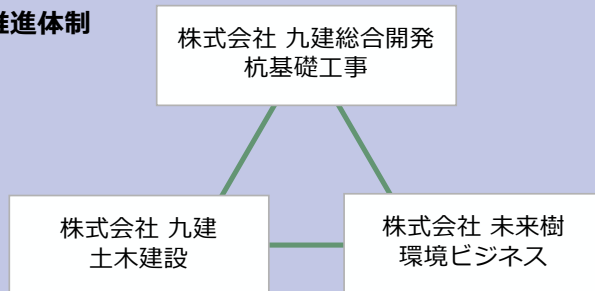 推進体制
株式会社 九建総合開発
杭基礎工事
株式会社 九建
土木建設
株式会社 未来樹
環境ビジネス